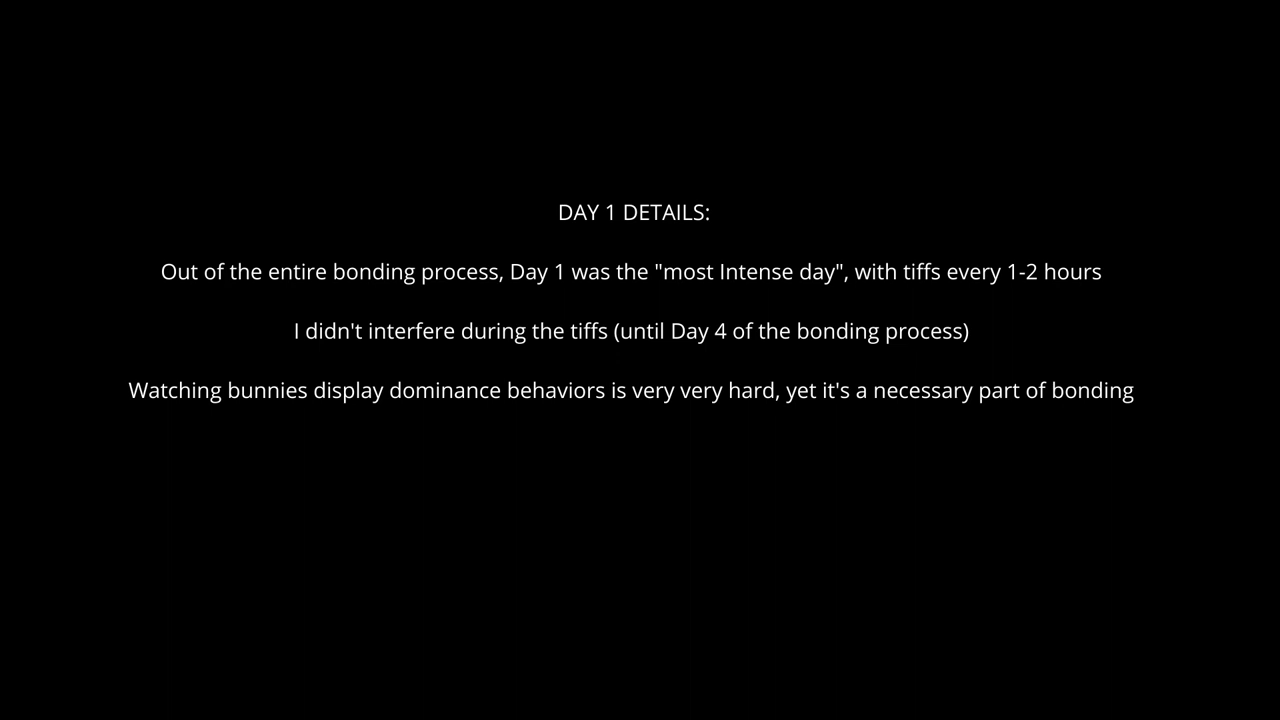 DAY 1 DETAILS:
Out of the entire bonding process, Day 1 was the "most Intense day", with tiffs every 1-2 hours
I didn't interfere during the tiffs (until Day 4 of the bonding process)
Watching bunnies display dominance behaviors is very very hard, yet it's a necessary part of bonding